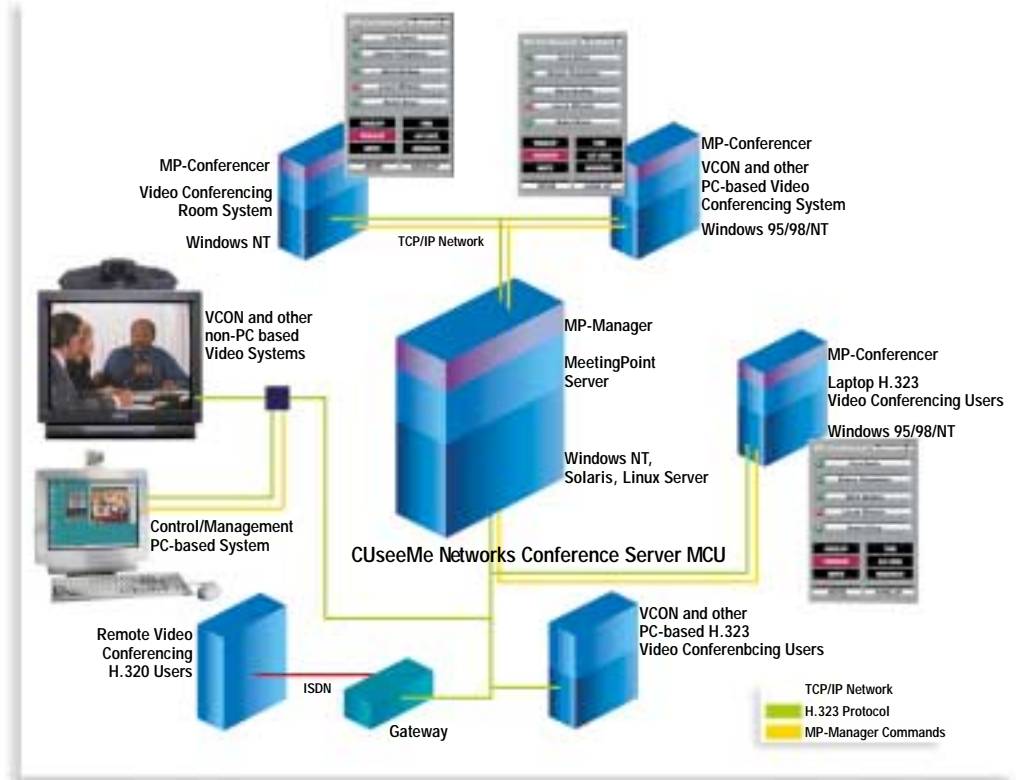 MP-Conferencer
Video Conferencing
Room System
Windows NT
MP-Conferencer
VCON and other
PC-based Video
Conferencing System
Windows 95/98/NT
TCP/IP Network
VCON and other
non-PC based
Video Systems
MP-Manager
MeetingPoint
Server
Windows NT,
Solaris, Linux Server
MP-Conferencer
Laptop H.323
Video Conferencing Users
Windows 95/98/NT
Control/Management
PC-based System
CUseeMe Networks Conference Server MCU
Remote Video
Conferencing
H.320 Users
ISDN
Gateway
VCON and other
PC-based H.323
Video Conferenbcing Users
TCP/IP Network
H.323 Protocol
MP-Manager Commands